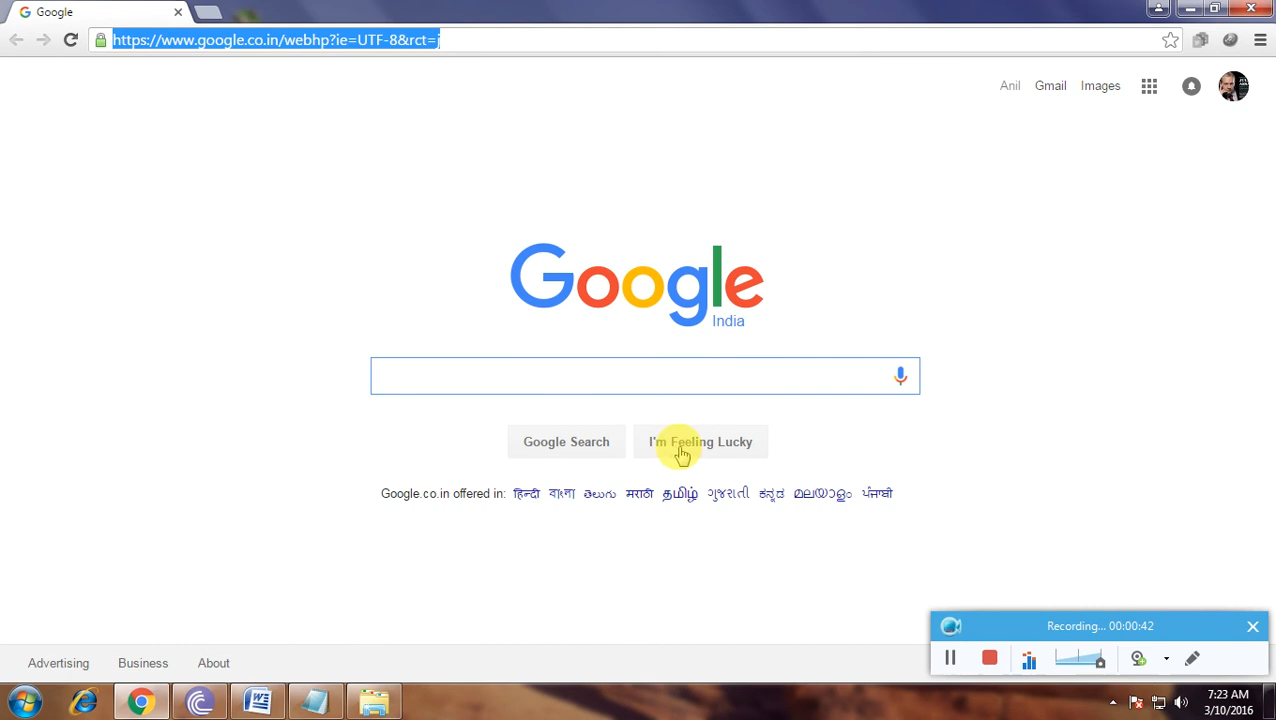 Google
https://www.google.co.in/webhp?ie=UTF-8&rct=j
Anil Gmail Images
Google
India
Google Search I'm Feeling Lucky
Google.co.in offered in: हिन्दी বাংলা తెలుగు मराठी தமிழ் ગુજરાતી ಕನ್ನಡ മലയാളം ਪੰਜਾਬੀ
Recording... 00:00:42
Advertising Business About
7:23 AM
3/10/2016